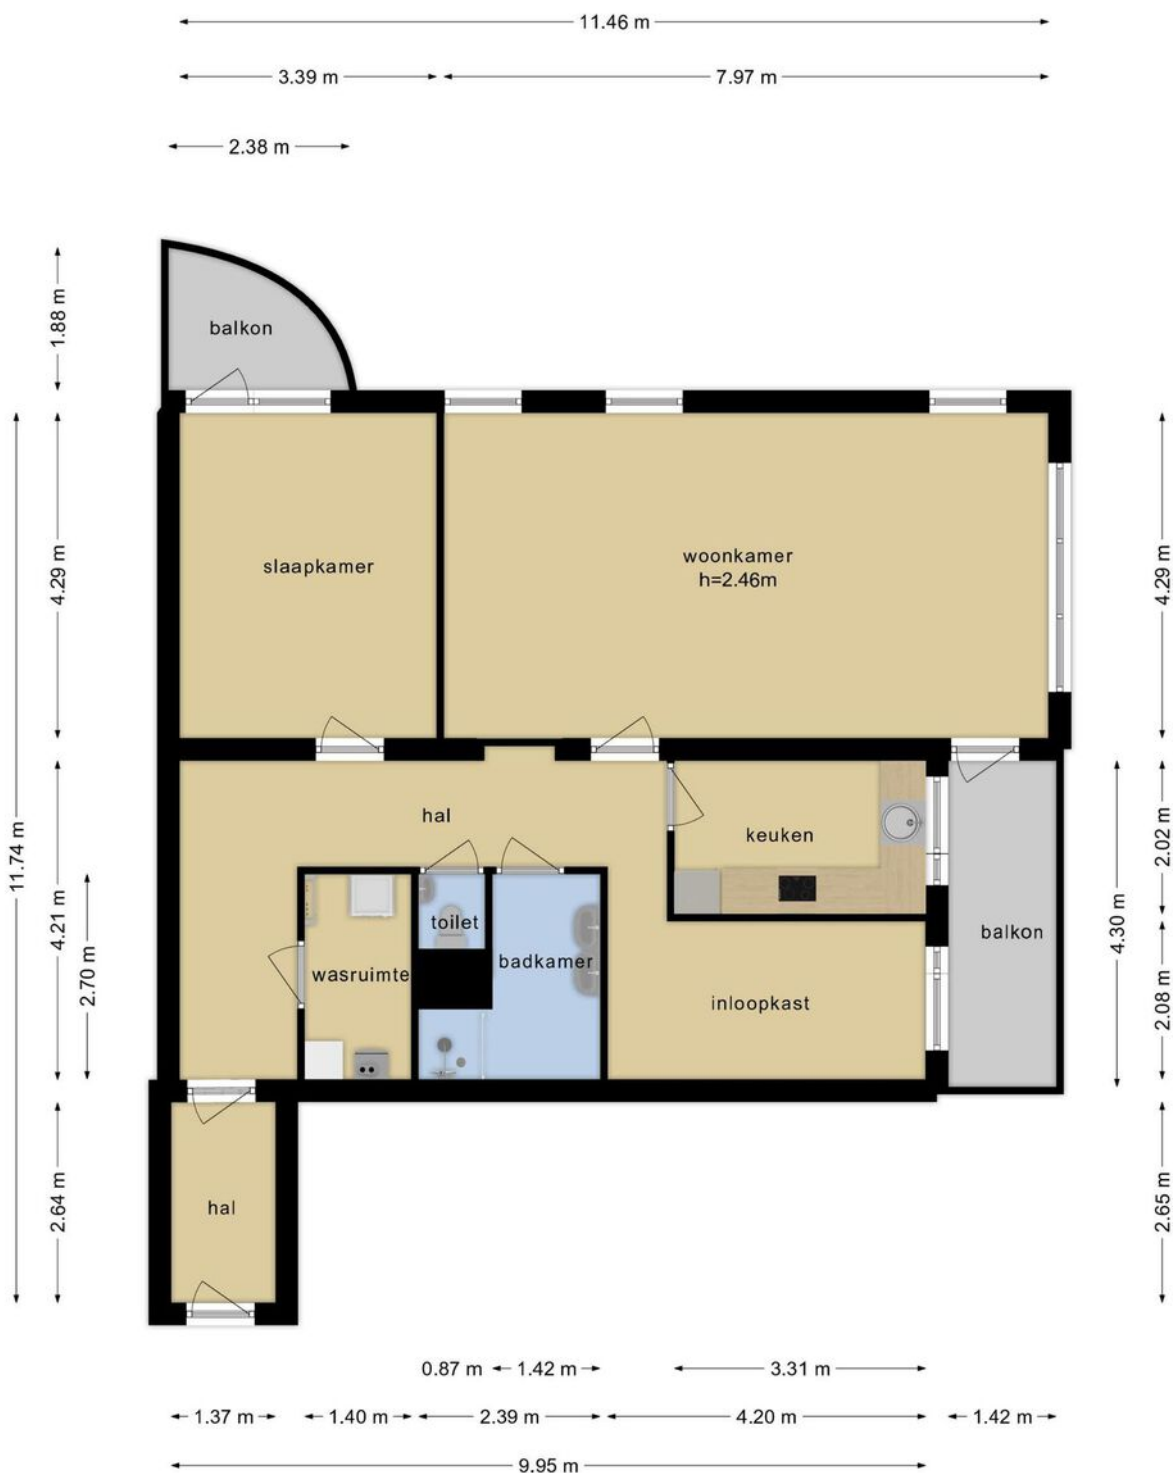 11.46 m
3.39 m
7.97 m
2.38 m
1.88 m
balkon
4.29 m
slaapkamer
woonkamer
h=2.46m
4.29 m
11.74 m
4.21 m
2.70 m
hal
keuken
toilet
badkamer
wasruimte
inloopkast
balkon
4.30 m
2.02 m
2.08 m
2.64 m
hal
2.65 m
0.87 m
1.42 m
3.31 m
1.37 m
1.40 m
2.39 m
4.20 m
1.42 m
9.95 m